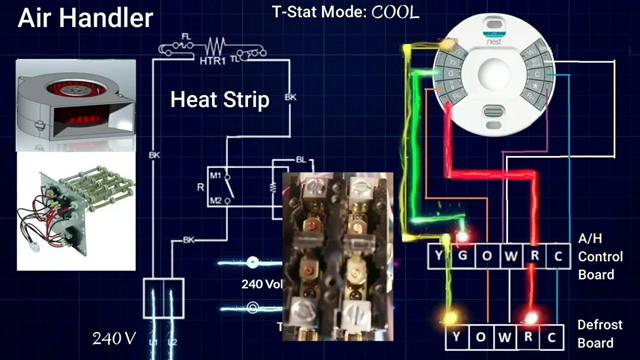 Air Handler
T-Stat Mode: COOL
FL
HTR1
TL
nest
Y
G
C
Heat Strip
BK
BK
M1
R
M2
BL
BK
240 Vol
T
240 V
L1
L2
Y G O W R C
A/H
Control
Board
Y O W R C
Defrost
Board